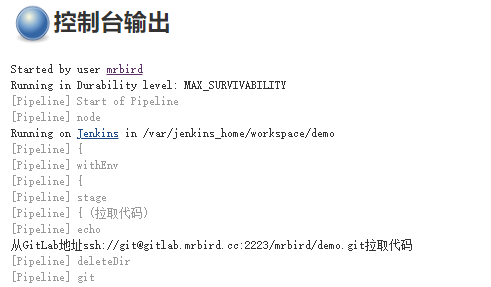 控制台输出
Started by user mrbird
Running in Durability level: MAX_SURVIVABILITY
[Pipeline] Start of Pipeline
[Pipeline] node
Running on Jenkins in /var/jenkins_home/workspace/demo
[Pipeline] {
[Pipeline] withEnv
[Pipeline] {
[Pipeline] stage
[Pipeline] { (拉取代码)
[Pipeline] echo
从GitLab地址ssh://git@gitlab.mrbird.cc:2223/mrbird/demo.git拉取代码
[Pipeline] deleteDir
[Pipeline] git